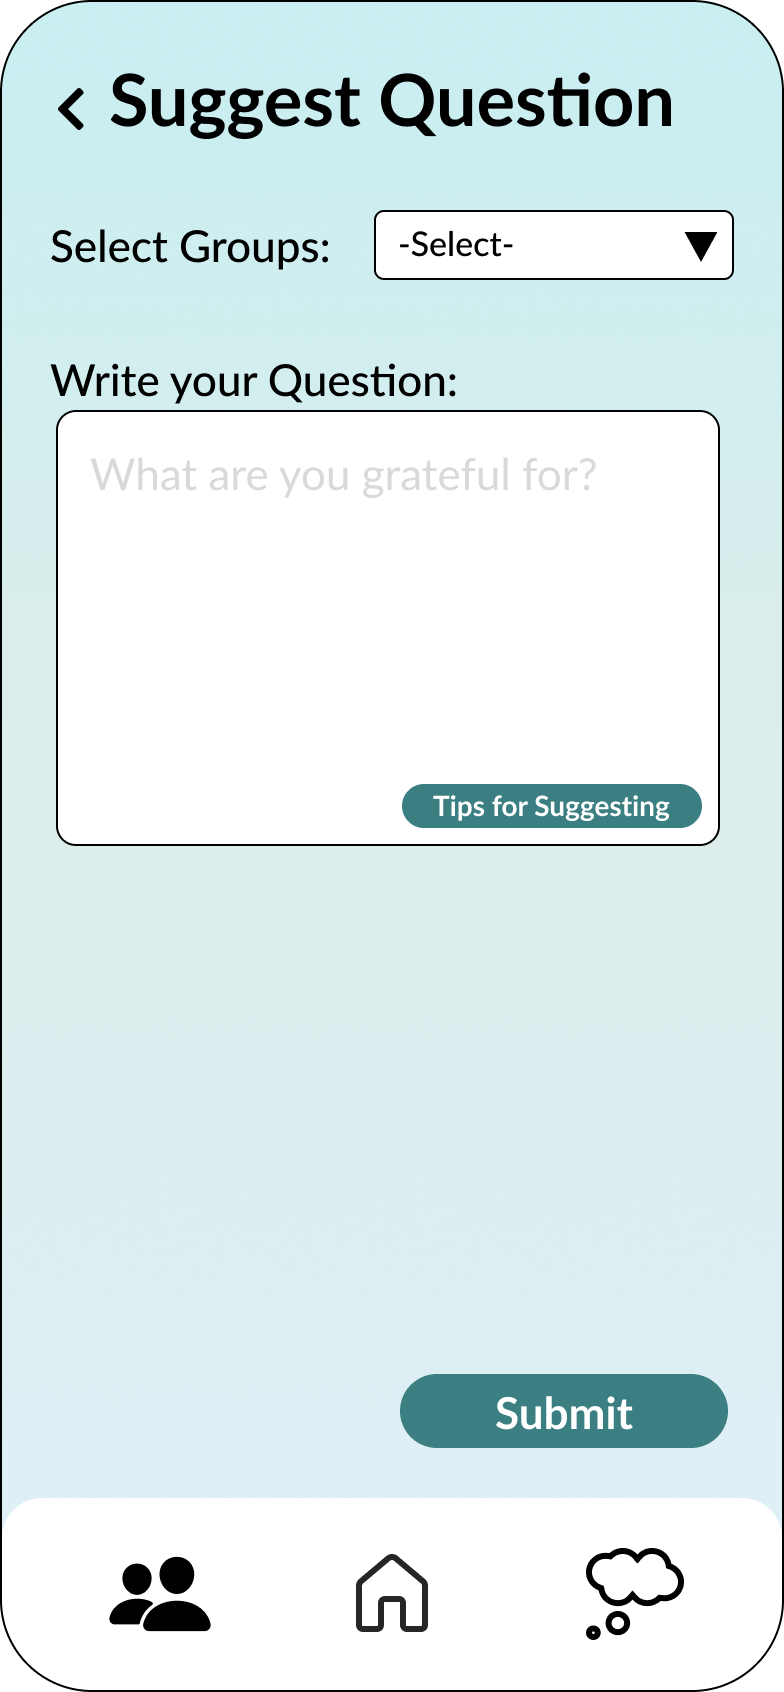 Suggest Question
Select Groups:
-Select-
Write your Question:
What are you grateful for?
Tips for Suggesting
Submit